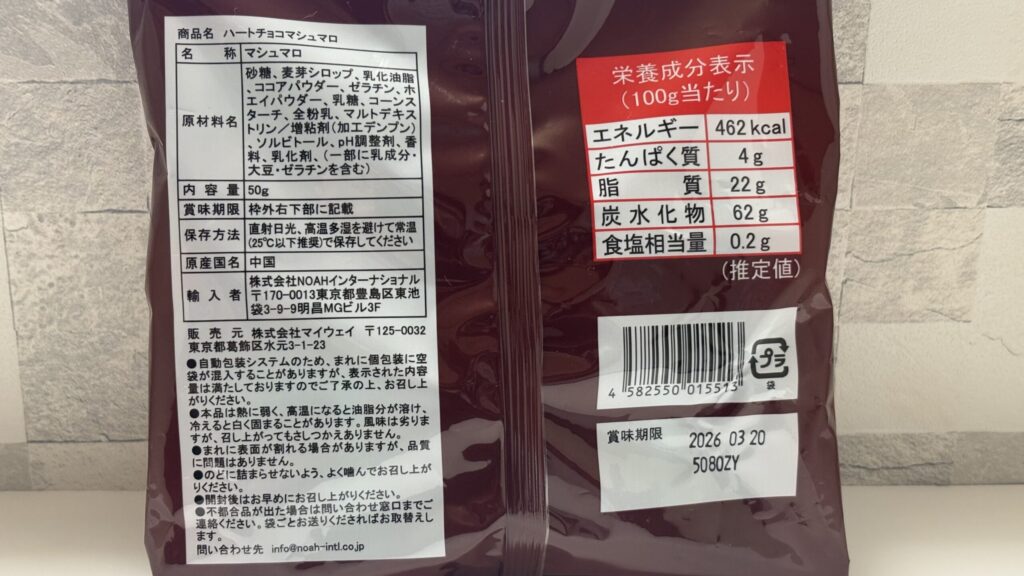 商品名 ハートチョコマシュマロ
名 称 マシュマロ
原材料名
砂糖、麦芽シロップ、乳化油脂
、ココアパウダー、ゼラチン、ホ
エイパウダー、乳糖、コーンス
ターチ、全粉乳、マルトデキス
トリン/増粘剤(加工デンプン)
、ソルビトール、pH調整剤、香
料、乳化剤、(一部に乳成分・
大豆・ゼラチンを含む)
内 容 量 50g
賞味期限 枠外右下部に記載
保存方法
直射日光、高温多湿を避けて常温
(25℃以下推奨)で保存してください
原産国名 中国
輸 入 者
株式会社NOAHインターナショナル
〒170-0013東京都豊島区東池
袋3-9-9明昌MGビル3F
販 売 元 株式会社マイウェイ 〒125-0032
東京都葛飾区水元3-1-23
●自動包装システムのため、まれに個包装に空
袋が混入することがありますが、表示された内容
量は満たしておりますのでご了承の上、お召し上
がりください。
●本品は熱に弱く、高温になると油脂分が溶け、
冷えると白く固まることがあります。風味は劣りま
すが、召し上がってもさしつかえありません。
●まれに表面が割れる場合がありますが、品質
に問題はありません。
●のどに詰まらせないよう、よく噛んでお召し上が
りください。
●開封後はお早めにお召し上がりください。
●不都合品が出た場合は問い合わせ窓口までご
連絡ください。袋ごとお送りくださればお取替えし
ます。
問い合わせ先 info@noah-intl.co.jp
栄養成分表示
(100g当たり)
エネルギー 462kcal
たんぱく質 4g
脂 質 22g
炭水化物 62g
食塩相当量 0.2g
(推定値)
4 582550 015513
プラ
袋
賞味期限 2026 03 20
5080ZY